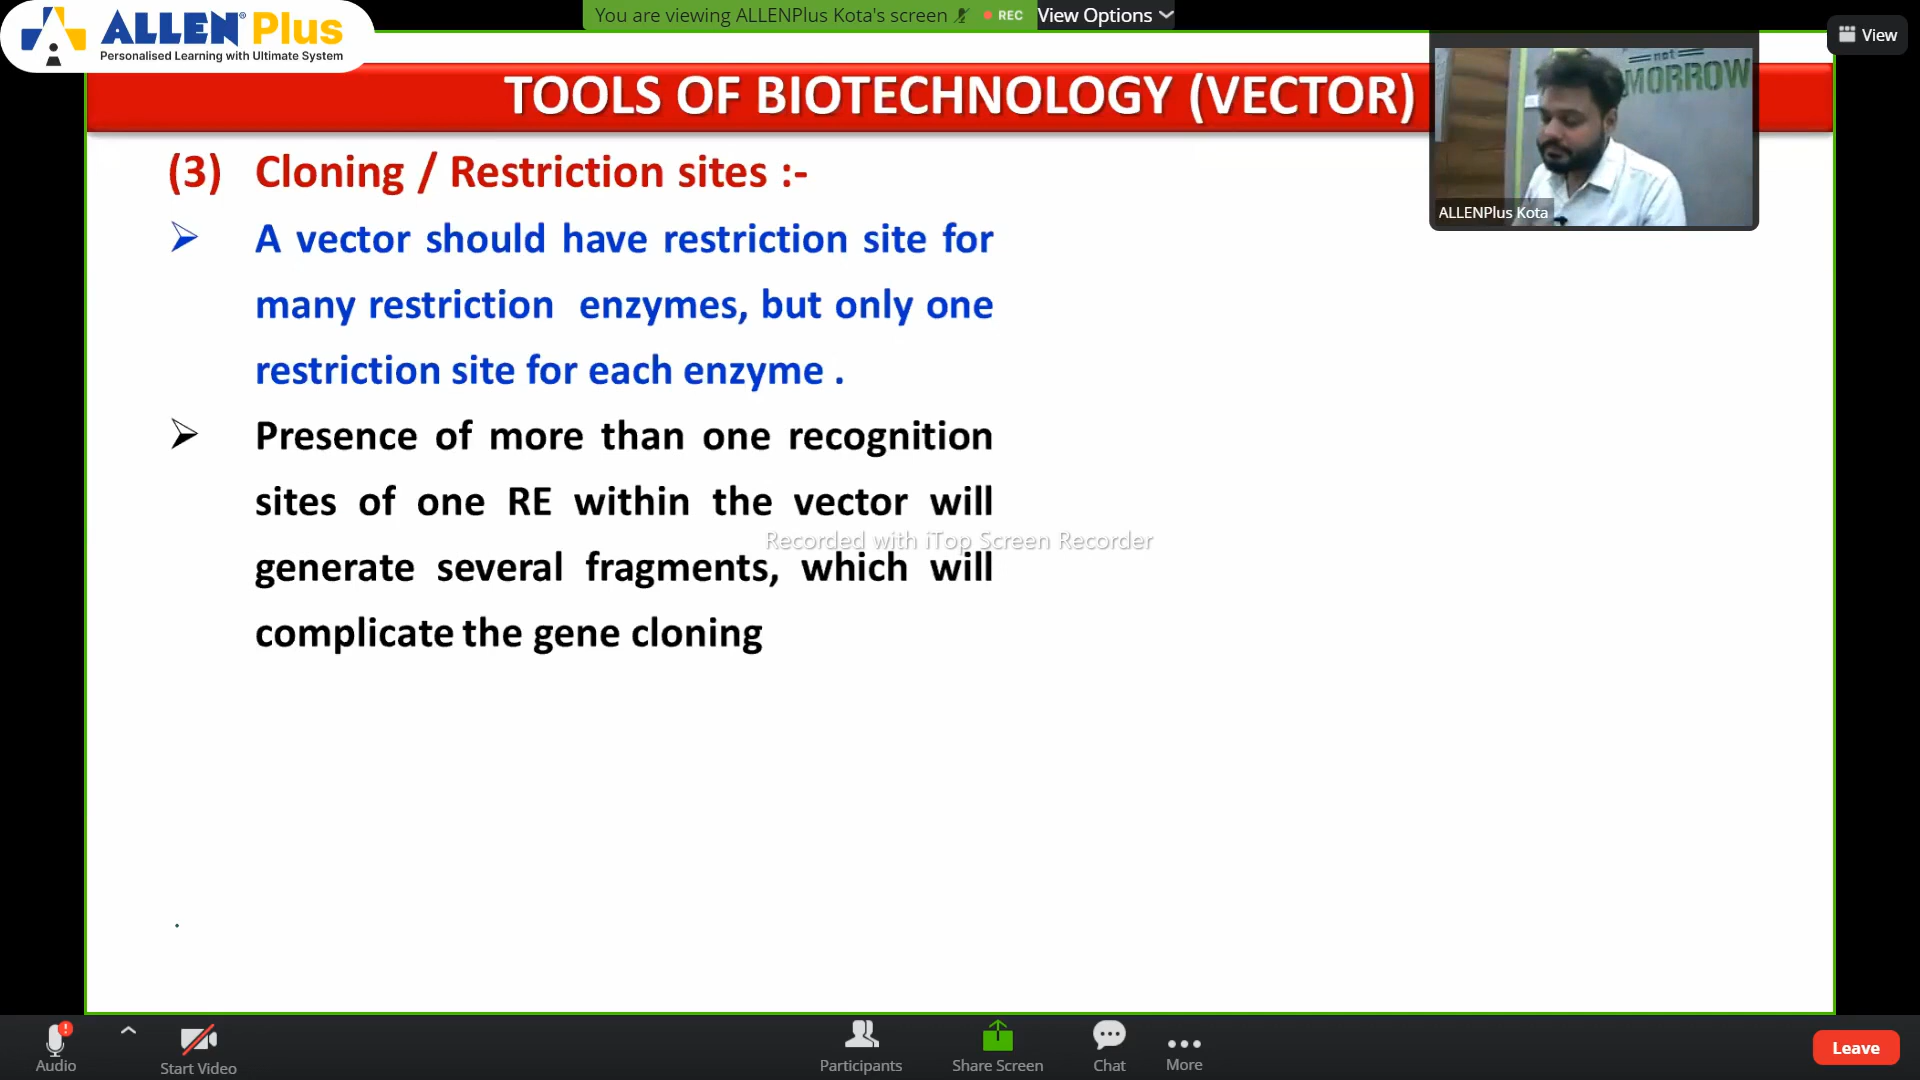 ALLEN® Plus
Personalised Learning with Ultimate System
You are viewing ALLENPlus Kota's screen REC View Options
View
TOOLS OF BIOTECHNOLOGY (VECTOR)
not
MORROW
ALLENPlus Kota
(3) Cloning / Restriction sites :-
A vector should have restriction site for
many restriction enzymes, but only one
restriction site for each enzyme .
Presence of more than one recognition
sites of one RE within the vector will
Recorded with iTop Screen Recorder
generate several fragments, which will
complicate the gene cloning
Audio
Start Video
Participants
Share Screen
Chat
More
Leave